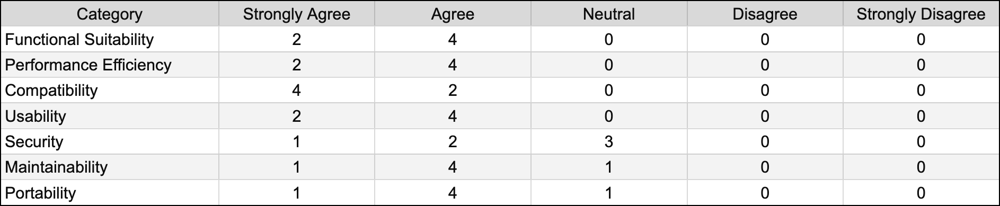 Category Strongly Agree Agree Neutral Disagree Strongly Disagree
Functional Suitability 2 4 0 0 0
Performance Efficiency 2 4 0 0 0
Compatibility 4 2 0 0 0
Usability 2 4 0 0 0
Security 1 2 3 0 0
Maintainability 1 4 1 0 0
Portability 1 4 1 0 0